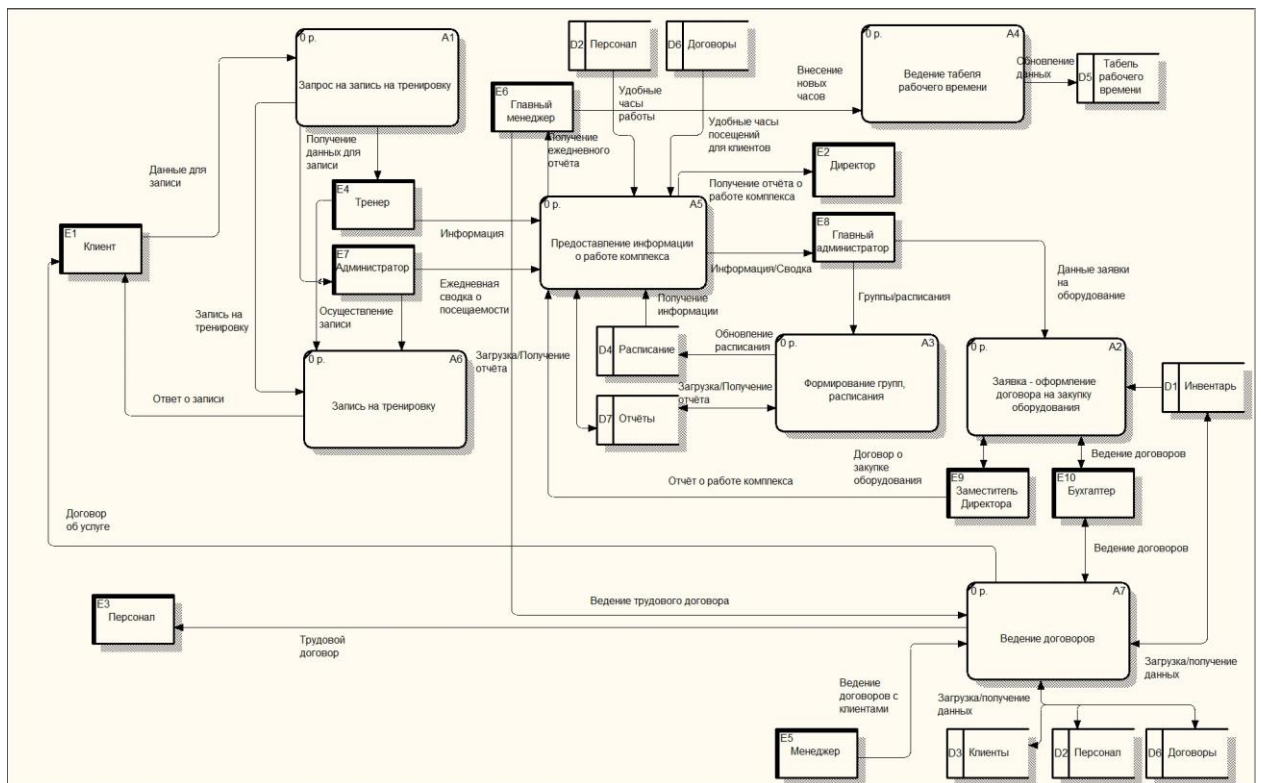 0 р.
A1
Запрос на запись на тренировку
D2
Персонал
D6
Договоры
0 р.
A4
Ведение табеля
рабочего времени
Обновление
данных
D5
Табель
рабочего
времени
E6
Главный
менеджер
Внесение
новых
часов
Удобные
часы
работы
Удобные часы
посещений
для клиентов
Получение
ежедневного
отчёта
Получение
данных для
записи
Данные для
записи
E2
Директор
Получение отчёта о
работе комплекса
E4
Тренер
Информация
0 р.
A5
Предоставление информации
о работе комплекса
E8
Главный
администратор
E1
Клиент
E7
Администратор
Информация/Сводка
Данные заявки
на
оборудование
Ежедневная
сводка о
посещаемости
Осуществление
записи
Запись на
тренировку
Получение
информации
Группы/расписания
0 р.
A6
Запись на тренировку
Загрузка/Получение
отчёта
D4
Расписание
Обновление
расписания
0 р.
A3
Формирование групп,
расписания
0 р.
A2
Заявка - оформление
договора на закупку
оборудования
D1
Инвентарь
Ответ о записи
Загрузка/Получение
отчёта
D7
Отчёты
Договор о
закупке
оборудования
Ведение договоров
Отчёт о работе комплекса
E9
Заместитель
Директора
E10
Бухгалтер
Договор
об услуге
Ведение договоров
E3
Персонал
Ведение трудового договора
0 р.
A7
Ведение договоров
Трудовой
договор
Загрузка/получение
данных
Ведение
договоров с
клиентами
Загрузка/получение
данных
E5
Менеджер
D3
Клиенты
D2
Персонал
D6
Договоры